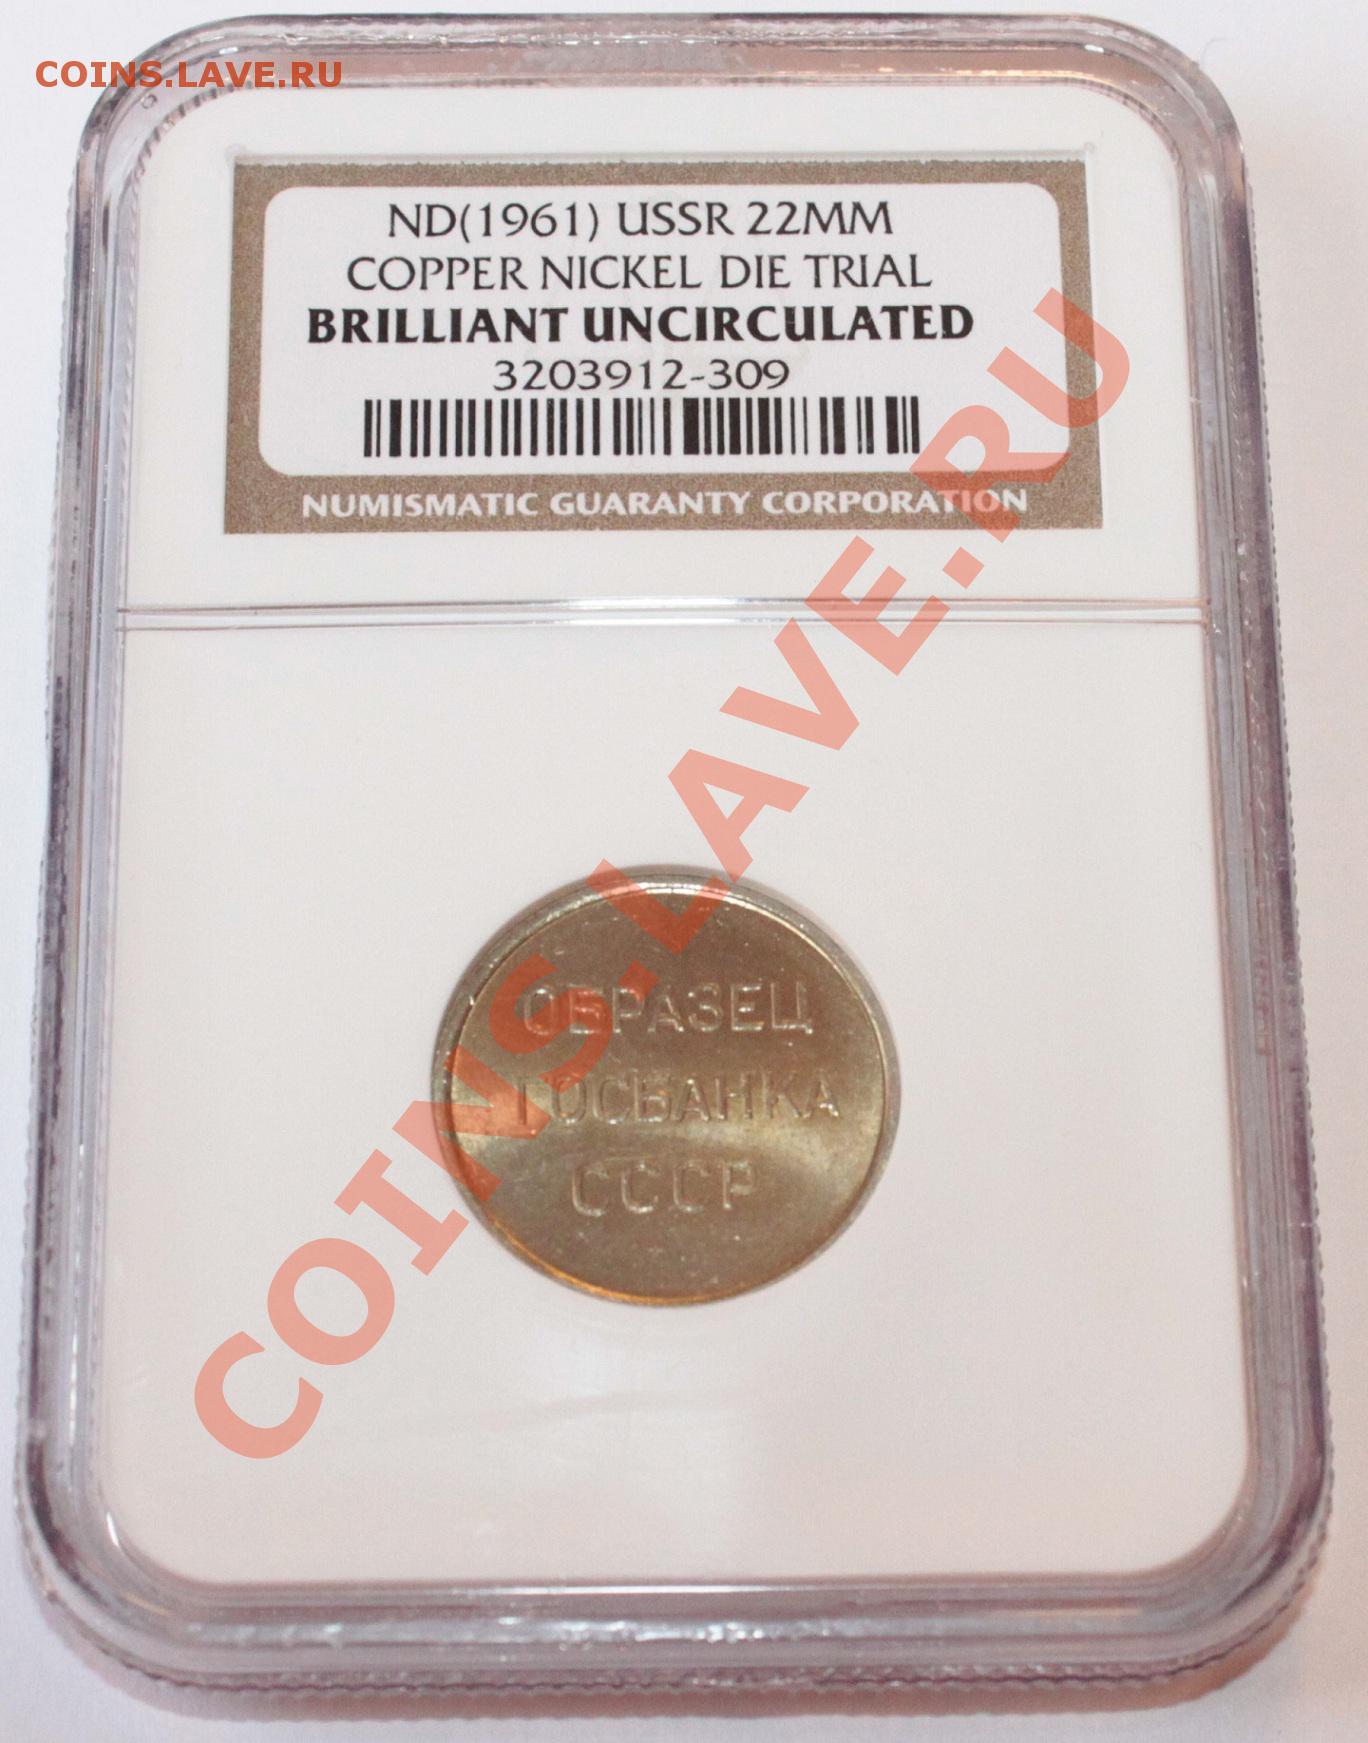 COINS.LAVE.RU
ND(1961) USSR 22MM
COPPER NICKEL DIE TRIAL
BRILLIANT UNCIRCULATED
3203912-309
NUMISMATIC GUARANTY CORPORATION
ОБРАЗЕЦ
ГОСБАНКА
СССР
COINS.LAVE.RU